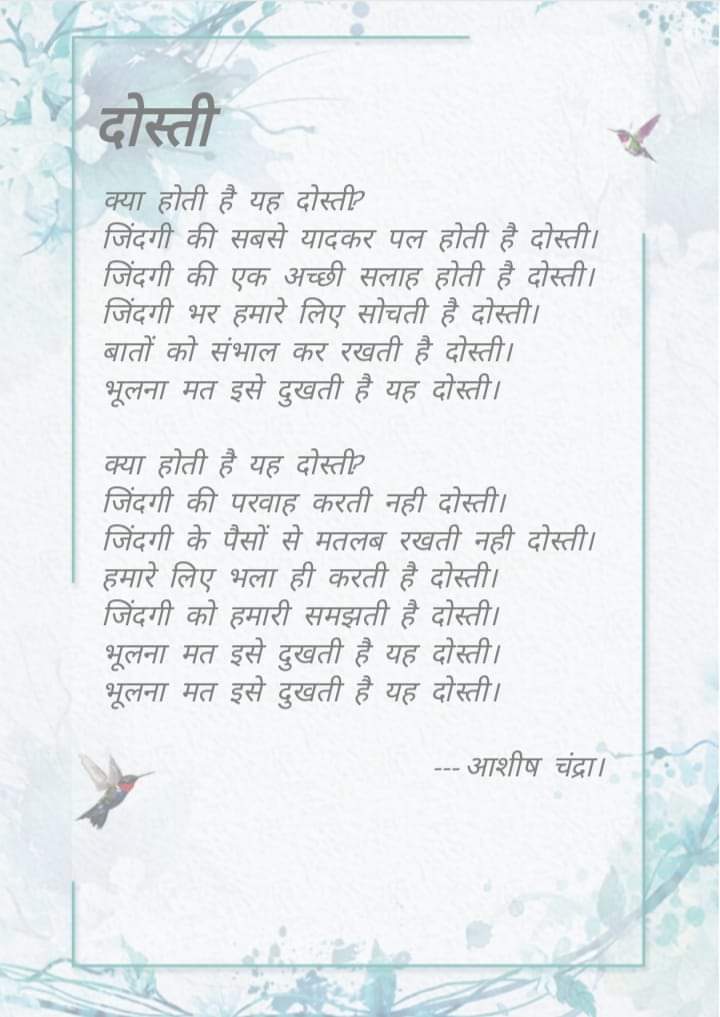 दोस्ती
क्या होती है यह दोस्ती?
जिंदगी की सबसे यादकर पल होती है दोस्ती।
जिंदगी की एक अच्छी सलाह होती है दोस्ती।
जिंदगी भर हमारे लिए सोचती है दोस्ती।
बातों को संभाल कर रखती है दोस्ती।
भूलना मत इसे दुखती है यह दोस्ती।
क्या होती है यह दोस्ती?
जिंदगी की परवाह करती नही दोस्ती।
जिंदगी के पैसों से मतलब रखती नही दोस्ती।
हमारे लिए भला ही करती है दोस्ती।
जिंदगी को हमारी समझती है दोस्ती।
भूलना मत इसे दुखती है यह दोस्ती।
भूलना मत इसे दुखती है यह दोस्ती।
--- आशीष चंद्रा।